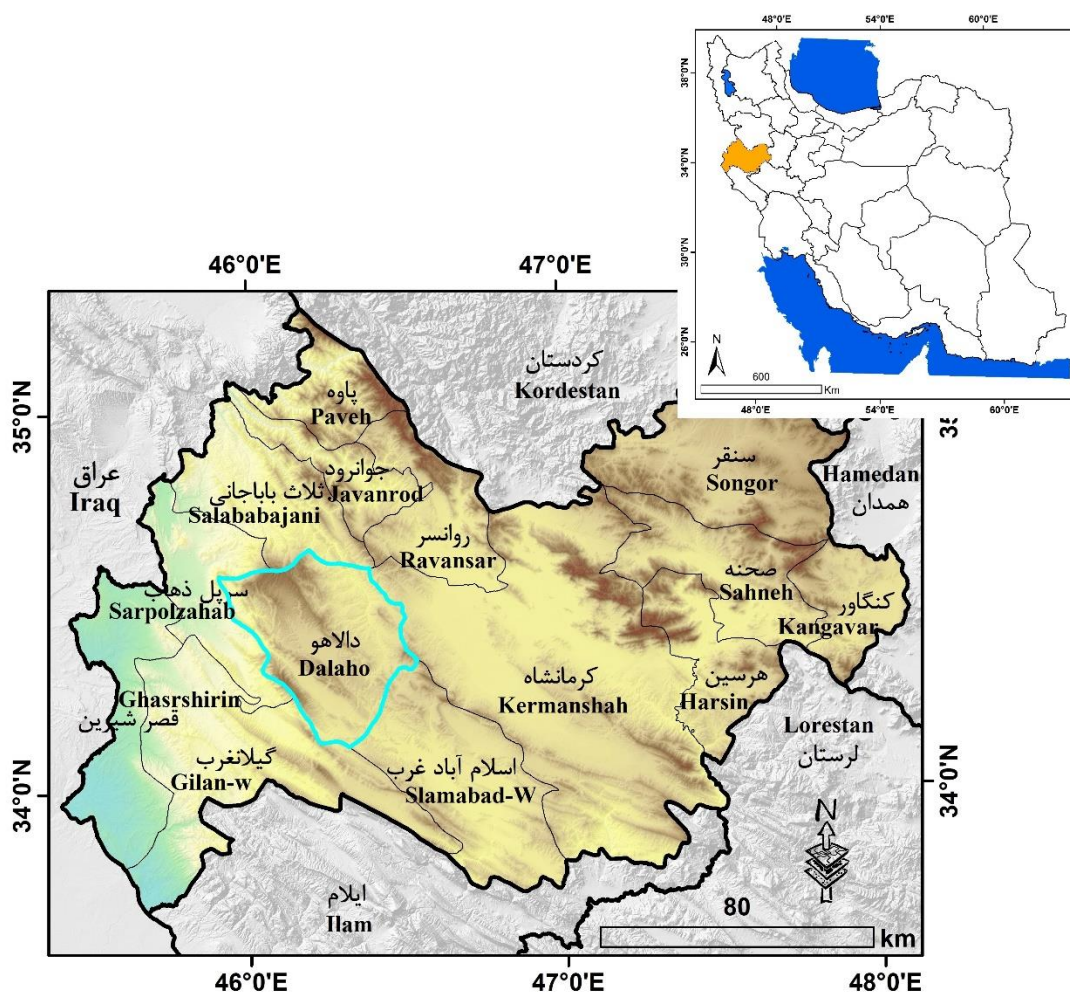 48°0'E 54°0'E 60°0'E
38°0'N
34°0'N
30°0'N
26°0'N
N
600
Km
48°0'E 54°0'E 60°0'E
46°0'E 47°0'E
35°0'N
34°0'N
34°0'N
کردستان
Kordestan
پاوه
Paveh
سنقر
Songor
Hamedan
همدان
عراق
Iraq
جوانرود
Javanrod
ثلاث باباجانی
Salababajani
روانسر
Ravansar
صحنه
Sahneh
کنگاور
Kangavar
سرپل ذهاب
Sarpolzahab
دالاهو
Dalaho
کرمانشاه
Kermanshah
هرسین
Harsin
Ghasrshirin
قصر شیرین
Lorestan
لرستان
گیلانغرب
Gilan-w
اسلام آباد غرب
Slamabad-W
ایلام
Ilam
N
80
km
46°0'E 47°0'E 48°0'E